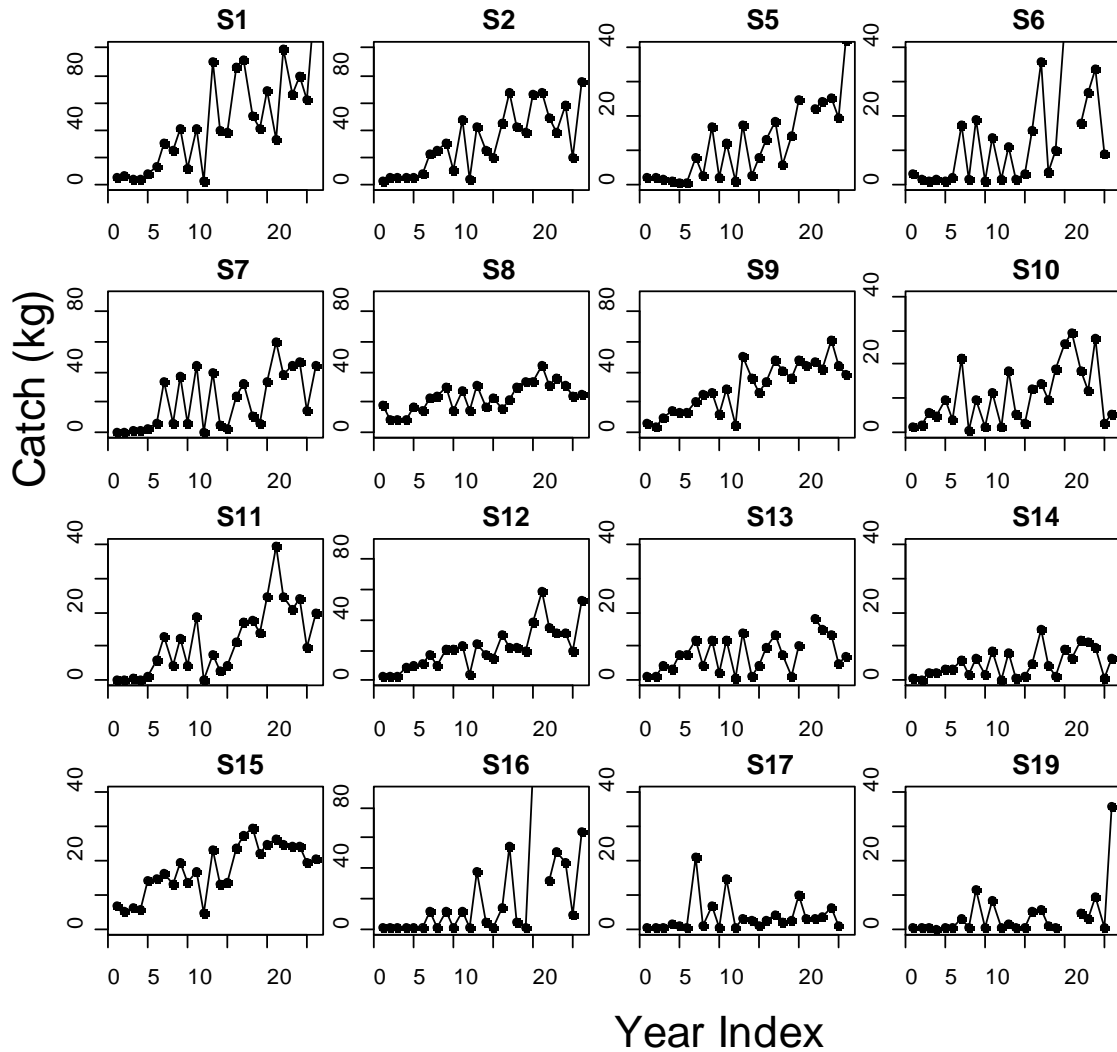 Catch (kg)
S1 S2 S5 S6
0 40 80 0 40 80 0 20 40 0 20 40
0 5 10 20 0 5 10 20 0 5 10 20 0 5 10 20
S7 S8 S9 S10
0 40 80 0 40 80 0 40 80 0 20 40
0 5 10 20 0 5 10 20 0 5 10 20 0 5 10 20
S11 S12 S13 S14
0 20 40 0 40 80 0 20 40 0 20 40
0 5 10 20 0 5 10 20 0 5 10 20 0 5 10 20
S15 S16 S17 S19
0 20 40 0 40 80 0 20 40 0 20 40
0 5 10 20 0 5 10 20 0 5 10 20 0 5 10 20
Year Index